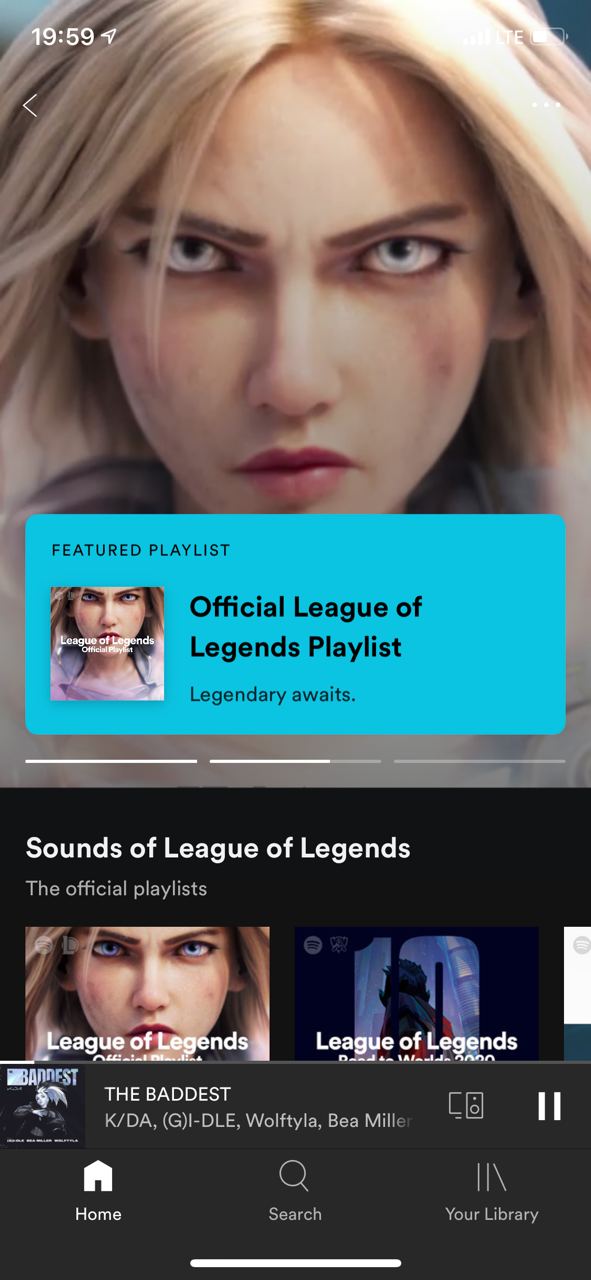 19:59
LTE
FEATURED PLAYLIST
League of Legends
Official Playlist
Official League of
Legends Playlist
Legendary awaits.
Sounds of League of Legends
The official playlists
League of Legends
Official Playlist
10
League of Legends
Road to Worlds 2020
BADDEST
(G)I-DLE BEA MILLER WOLFTYLA
THE BADDEST
K/DA, (G)I-DLE, Wolftyla, Bea Miller
Home
Search
Your Library